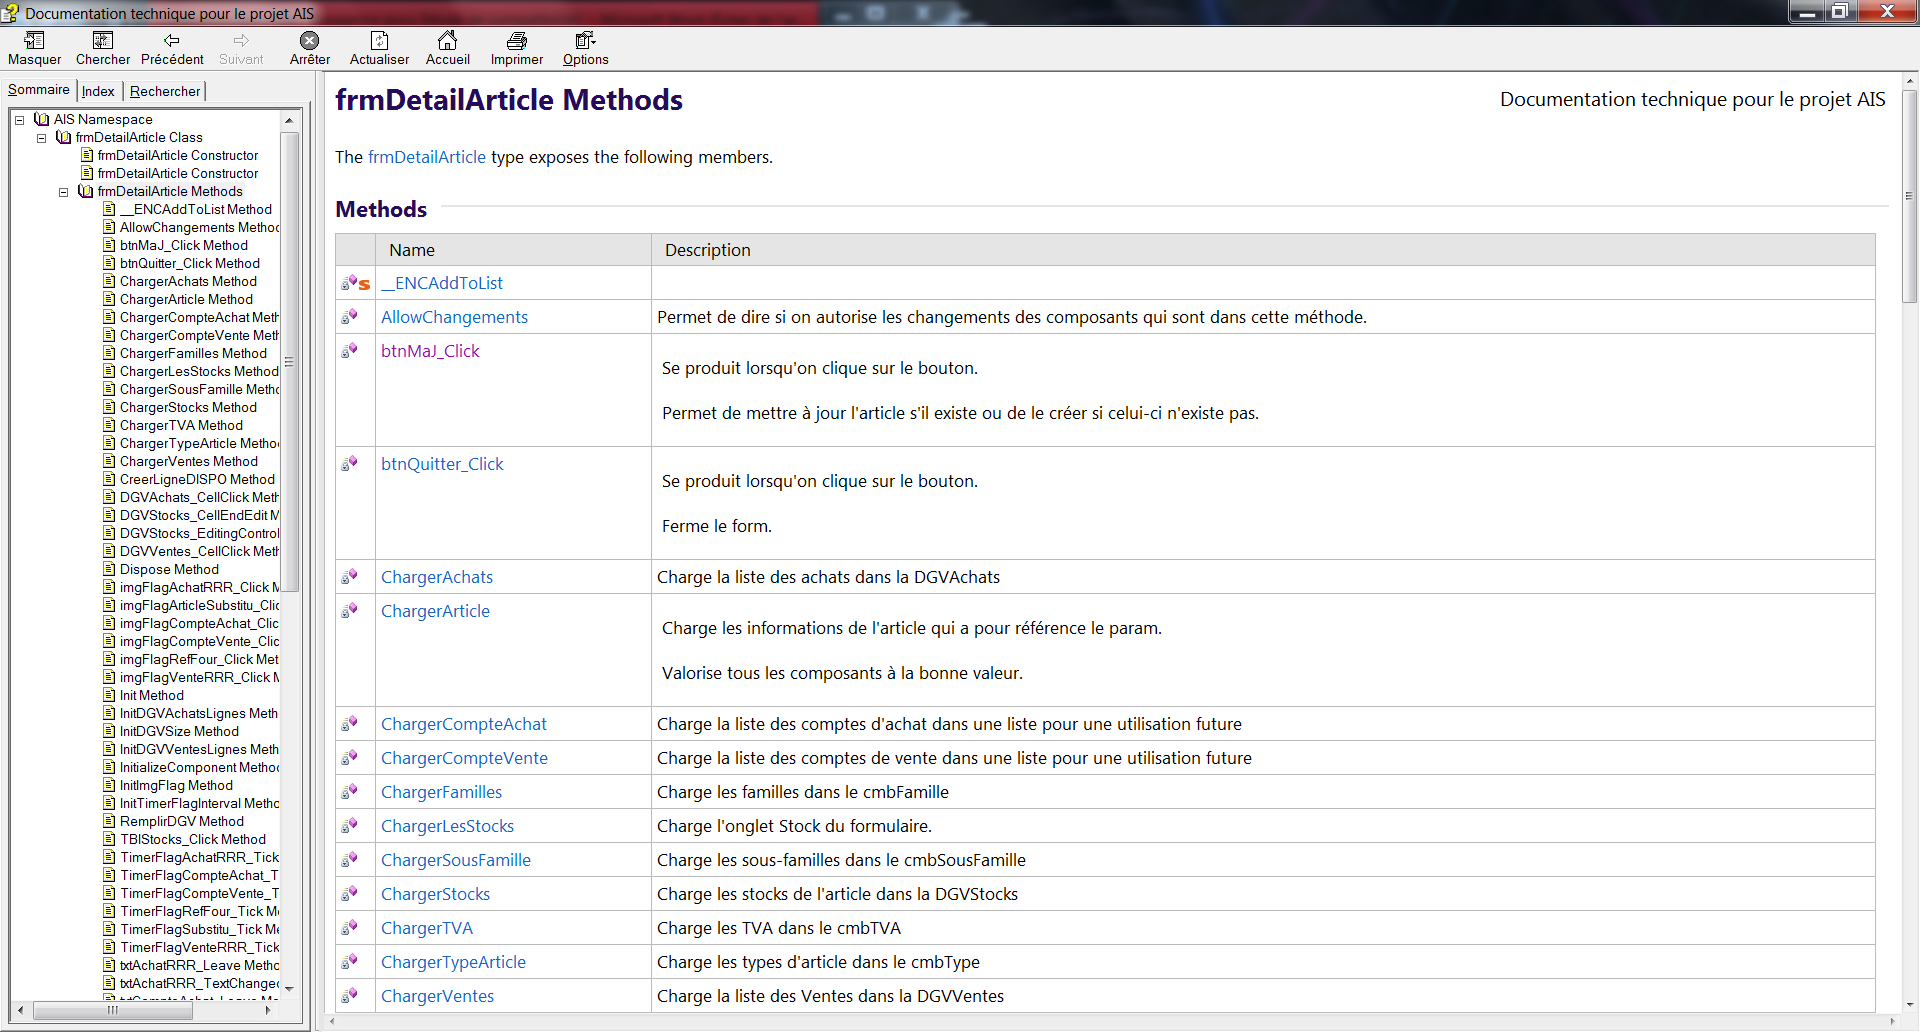 Documentation technique pour le projet AIS
Masquer Chercher Précédent Suivant Arrêter Actualiser Accueil Imprimer Options
Sommaire Index Rechercher
AIS Namespace
frmDetailArticle Class
frmDetailArticle Constructor
frmDetailArticle Constructor
frmDetailArticle Methods
__ENCAddToList Method
AllowChangements Method
btnMaJ_Click Method
btnQuitter_Click Method
ChargerAchats Method
ChargerArticle Method
ChargerCompteAchat Meth
ChargerCompteVente Meth
ChargerFamilles Method
ChargerLesStocks Method
ChargerSousFamille Metho
ChargerStocks Method
ChargerTVA Method
ChargerTypeArticle Metho
ChargerVentes Method
CreerLigneDISPO Method
DGVAchats_CellClick Meth
DGVStocks_CellEndEdit M
DGVStocks_EditingControl
DGVVentes_CellClick Meth
Dispose Method
imgFlagAchatRRR_Click M
imgFlagArticleSubstitu_Clic
imgFlagCompteAchat_Clic
imgFlagCompteVente_Clic
imgFlagRefFour_Click Met
imgFlagVenteRRR_Click M
Init Method
InitDGVAchatsLignes Meth
InitDGVSize Method
InitDGVVentesLignes Meth
InitializeComponent Method
InitImgFlag Method
InitTimerFlagInterval Metho
RemplirDGV Method
TBIStocks_Click Method
TimerFlagAchatRRR_Tick
TimerFlagCompteAchat_T
TimerFlagCompteVente_T
TimerFlagRefFour_Tick Me
TimerFlagSubstitu_Tick Me
TimerFlagVenteRRR_Tick
txtAchatRRR_Leave Metho
txtAchatRRR_TextChanged
frmDetailArticle Methods
Documentation technique pour le projet AIS
The frmDetailArticle type exposes the following members.
Methods
Name Description
__ENCAddToList
AllowChangements Permet de dire si on autorise les changements des composants qui sont dans cette méthode.
btnMaJ_Click
Se produit lorsqu'on clique sur le bouton.
Permet de mettre à jour l'article s'il existe ou de le créer si celui-ci n'existe pas.
btnQuitter_Click
Se produit lorsqu'on clique sur le bouton.
Ferme le form.
ChargerAchats Charge la liste des achats dans la DGVAchats
ChargerArticle
Charge les informations de l'article qui a pour référence le param.
Valorise tous les composants à la bonne valeur.
ChargerCompteAchat Charge la liste des comptes d'achat dans une liste pour une utilisation future
ChargerCompteVente Charge la liste des comptes de vente dans une liste pour une utilisation future
ChargerFamilles Charge les familles dans le cmbFamille
ChargerLesStocks Charge l'onglet Stock du formulaire.
ChargerSousFamille Charge les sous-familles dans le cmbSousFamille
ChargerStocks Charge les stocks de l'article dans la DGVStocks
ChargerTVA Charge les TVA dans le cmbTVA
ChargerTypeArticle Charge les types d'article dans le cmbType
ChargerVentes Charge la liste des Ventes dans la DGVVentes